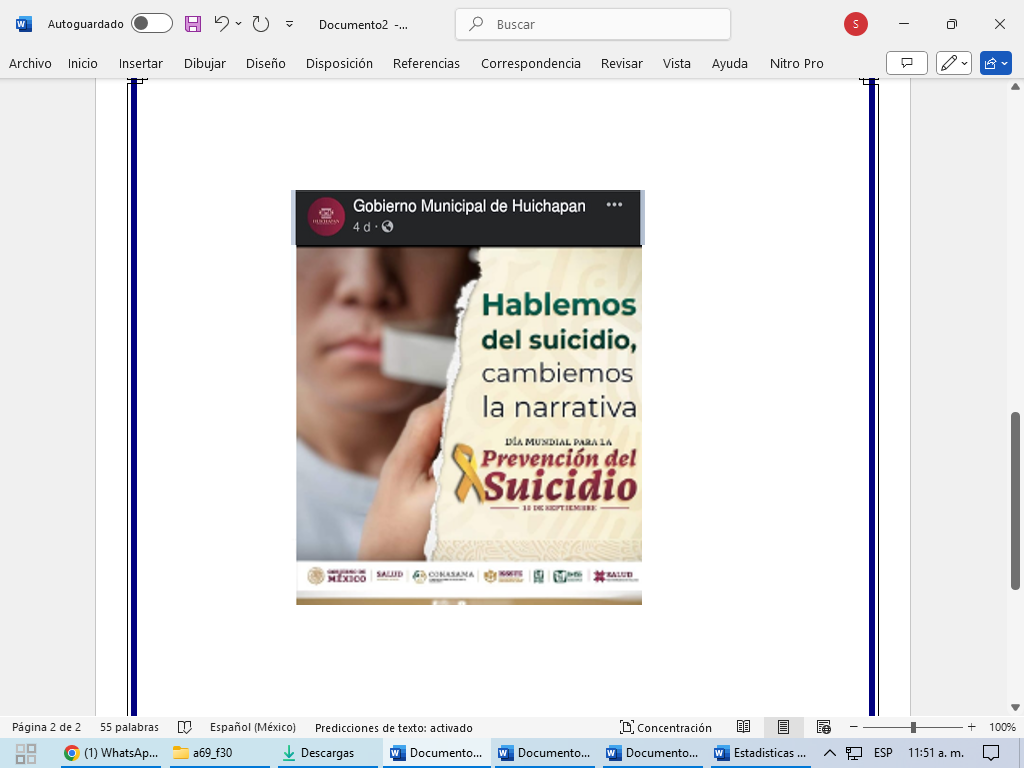 Autoguardado
Documento2 -...
Buscar
S
Archivo Inicio Insertar Dibujar Diseño Disposición Referencias Correspondencia Revisar Vista Ayuda Nitro Pro
Gobierno Municipal de Huichapan
4 d
Hablemos
del suicidio,
cambiemos
la narrativa
DÍA MUNDIAL PARA LA
Prevención del
Suicidio
10 DE SEPTIEMBRE
GOBIERNO DE
MÉXICO
SALUD
CONASAMA
ISSSTE
SALUD
Página 2 de 2 55 palabras Español (México) Predicciones de texto: activado Concentración 100%
(1) WhatsAp... a69_f30 Descargas Documento... Documento... Documento... Estadisticas ... ESP 11:51 a. m.